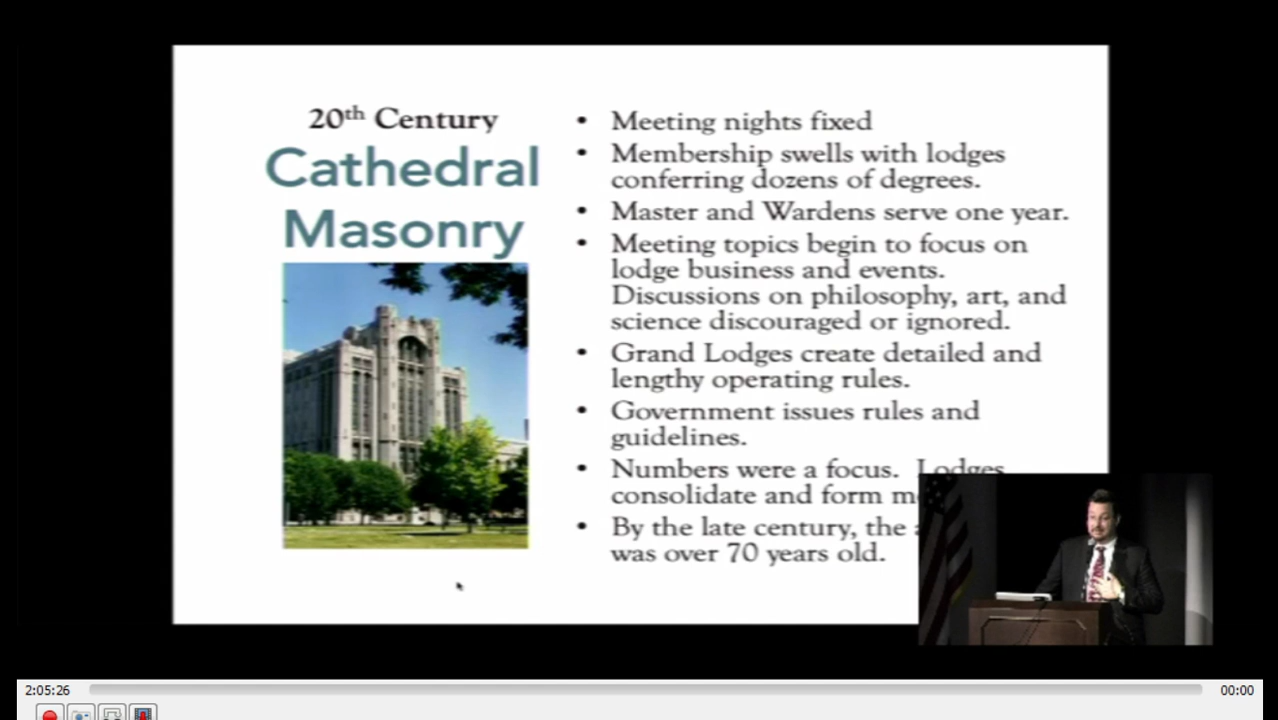 20th Century
Cathedral
Masonry
• Meeting nights fixed
• Membership swells with lodges
conferring dozens of degrees.
• Master and Wardens serve one year.
• Meeting topics begin to focus on
lodge business and events.
Discussions on philosophy, art, and
science discouraged or ignored.
• Grand Lodges create detailed and
lengthy operating rules.
• Government issues rules and
guidelines.
• Numbers were a focus. Lodges
consolidate and form
• By the late century, the
was over 70 years old.
2:05:26
00:00